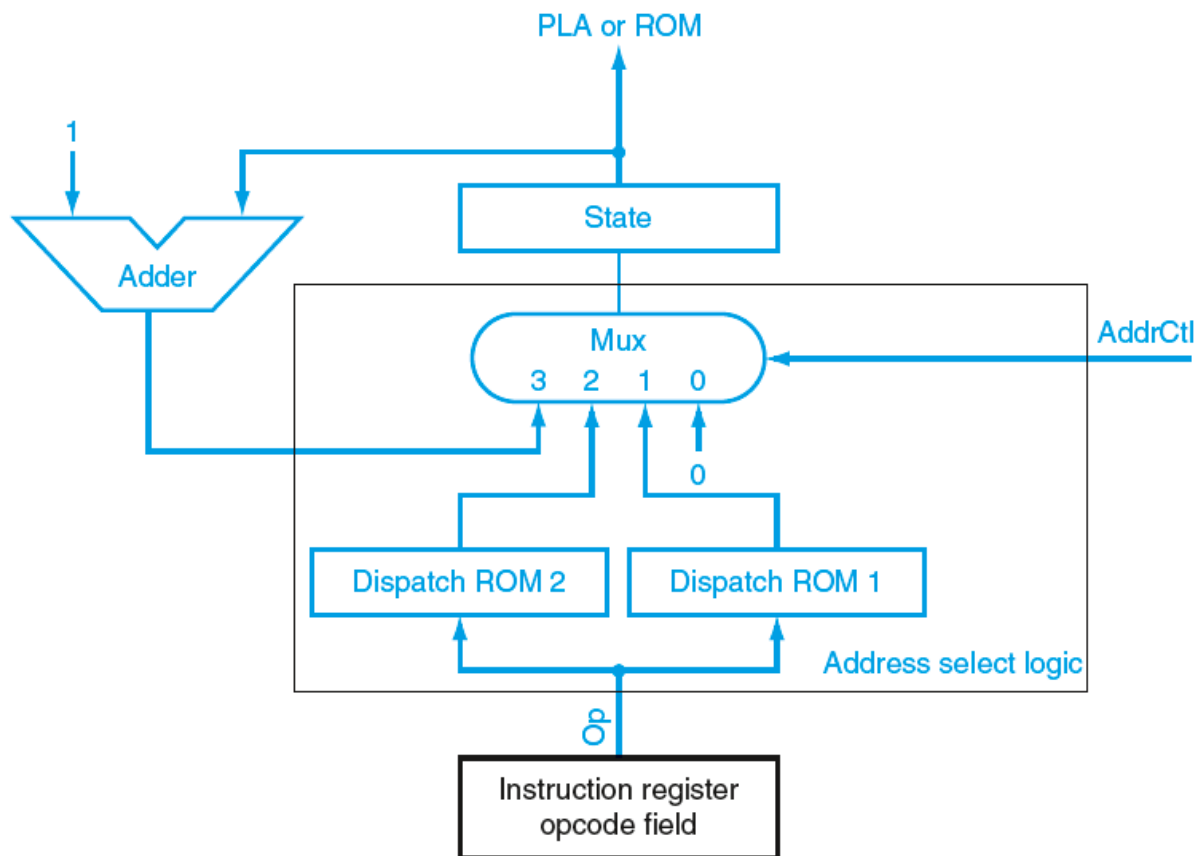 PLA or ROM
1
State
Adder
Mux
AddrCtl
3 2 1 0
0
Dispatch ROM 2
Dispatch ROM 1
Address select logic
Op
Instruction register
opcode field